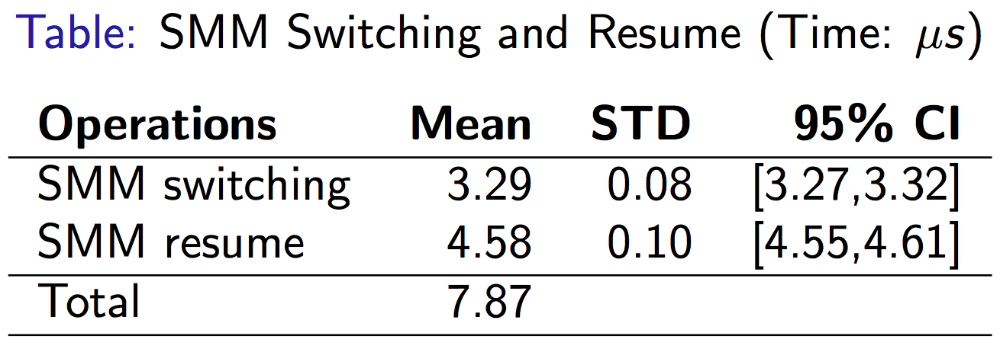 Table: SMM Switching and Resume (Time: μs)
Operations Mean STD 95% CI
SMM switching 3.29 0.08 [3.27,3.32]
SMM resume 4.58 0.10 [4.55,4.61]
Total 7.87